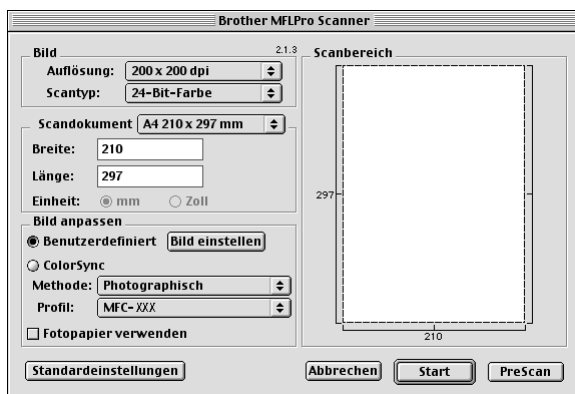 Brother MFLPro Scanner
Bild
2.1.3
Auflösung: 200 x 200 dpi
Scantyp: 24-Bit-Farbe
Scandokument A4 210 x 297 mm
Breite: 210
Länge: 297
Einheit: mm Zoll
Bild anpassen
Benutzerdefiniert Bild einstellen
ColorSync
Methode: Photographisch
Profil: MFC-XXX
Fotopapier verwenden
Scanbereich
297
210
Standardeinstellungen Abbrechen Start PreScan